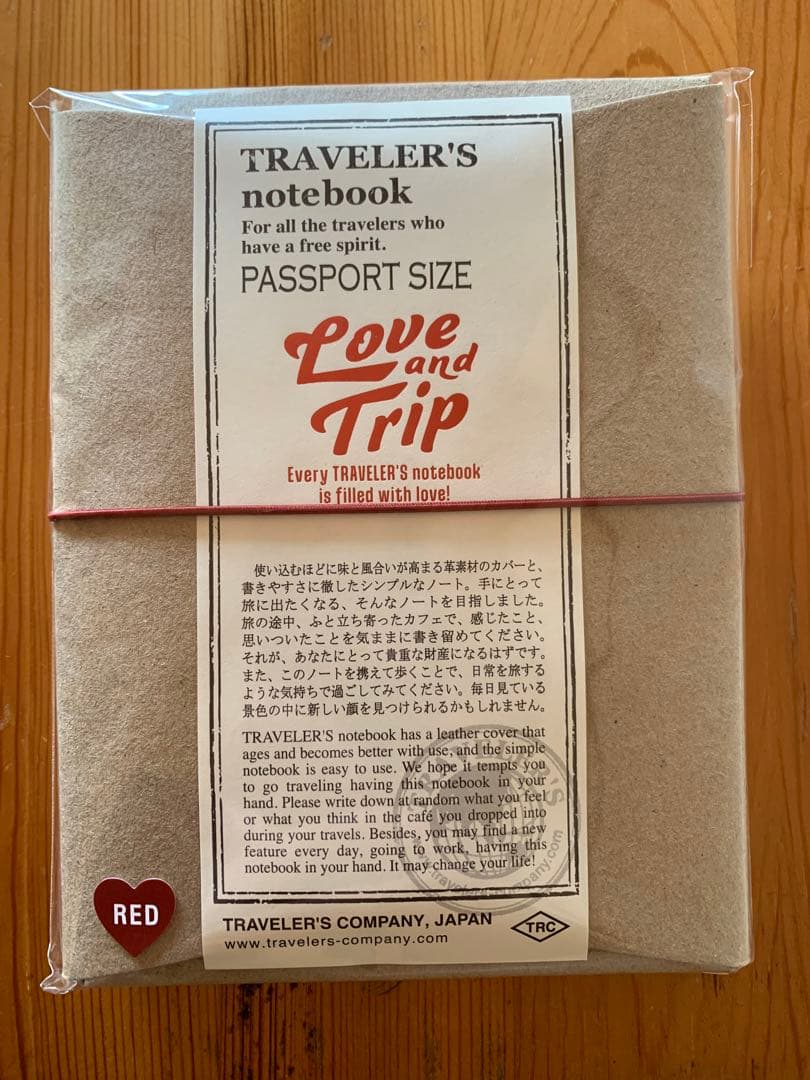 TRAVELER'S
notebook
For all the travelers who
have a free spirit.
PASSPORT SIZE
Love
and
Trip
Every TRAVELER'S notebook
is filled with love!
使い込むほどに味と風合いが高まる革素材のカバーと、
書きやすさに徹したシンプルなノート。手にとって
旅に出たくなる、そんなノートを目指しました。
旅の途中、ふと立ち寄ったカフェで、感じたこと、
思いついたことを気ままに書き留めてください。
それが、あなたにとって貴重な財産になるはずです。
また、このノートを携えて歩くことで、日常を旅する
ような気持ちで過ごしてみてください。毎日見ている
景色の中に新しい顔を見つけられるかもしれません。
TRAVELER'S notebook has a leather cover that
ages and becomes better with use, and the simple
notebook is easy to use. We hope it tempts you
to go traveling having this notebook in your
hand. Please write down at random what you feel
or what you think in the café you dropped into
during your travels. Besides, you may find a new
feature every day, going to work, having this
notebook in your hand. It may change your life!
RED
TRAVELER'S COMPANY, JAPAN
www.travelers-company.com
TRC